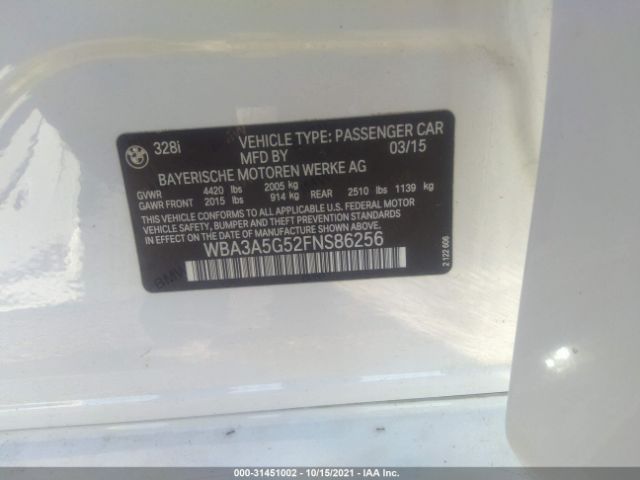 328i VEHICLE TYPE: PASSENGER CAR
MFD BY 03/15
BAYERISCHE MOTOREN WERKE AG
GVWR 4420 lbs 2005 kg
GAWR FRONT 2015 lbs 914 kg REAR 2510 lbs 1139 kg
THIS VEHICLE CONFORMS TO ALL APPLICABLE U.S. FEDERAL MOTOR
VEHICLE SAFETY, BUMPER AND THEFT PREVENTION STANDARDS
IN EFFECT ON THE DATE OF MANUFACTURE SHOWN ABOVE.
WBA3A5G52FNS86256
2 122 606
000-31451002 - 10/15/2021 - IAA Inc.